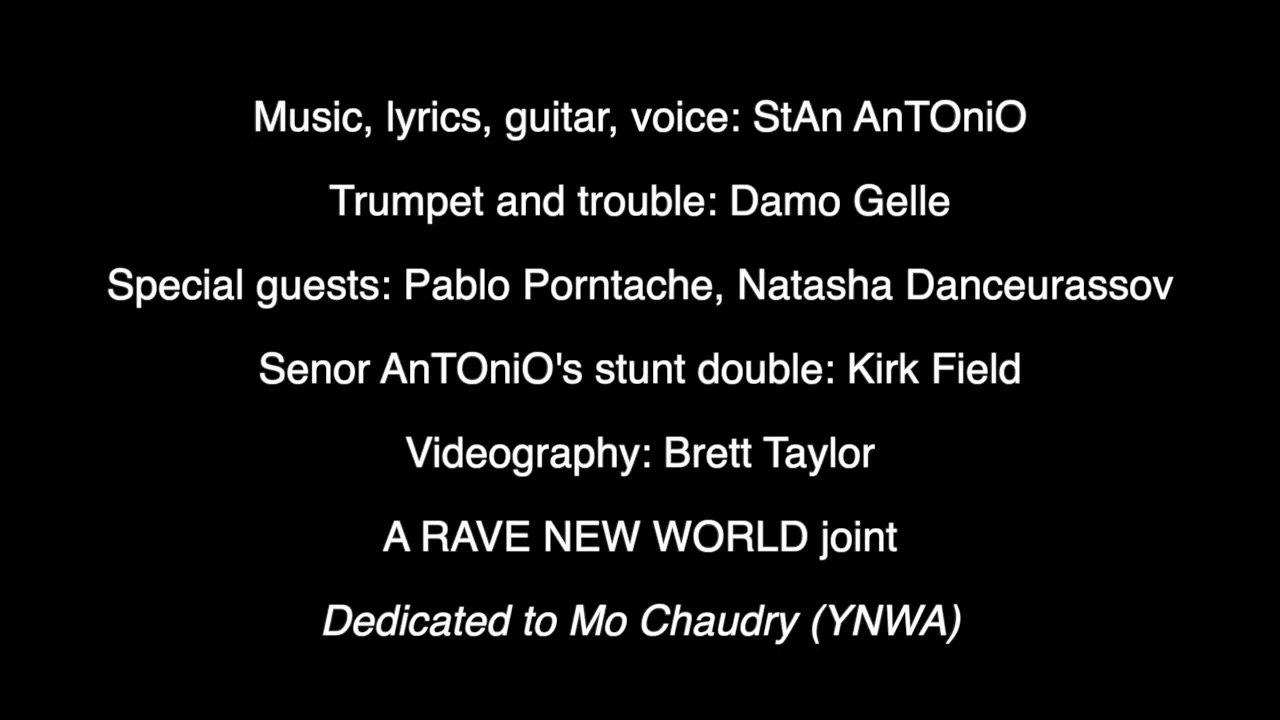 Music, lyrics, guitar, voice: StAn AnTOniO
Trumpet and trouble: Damo Gelle
Special guests: Pablo Porntache, Natasha Danceurassov
Senor AnTOniO's stunt double: Kirk Field
Videography: Brett Taylor
A RAVE NEW WORLD joint
Dedicated to Mo Chaudry (YNWA)